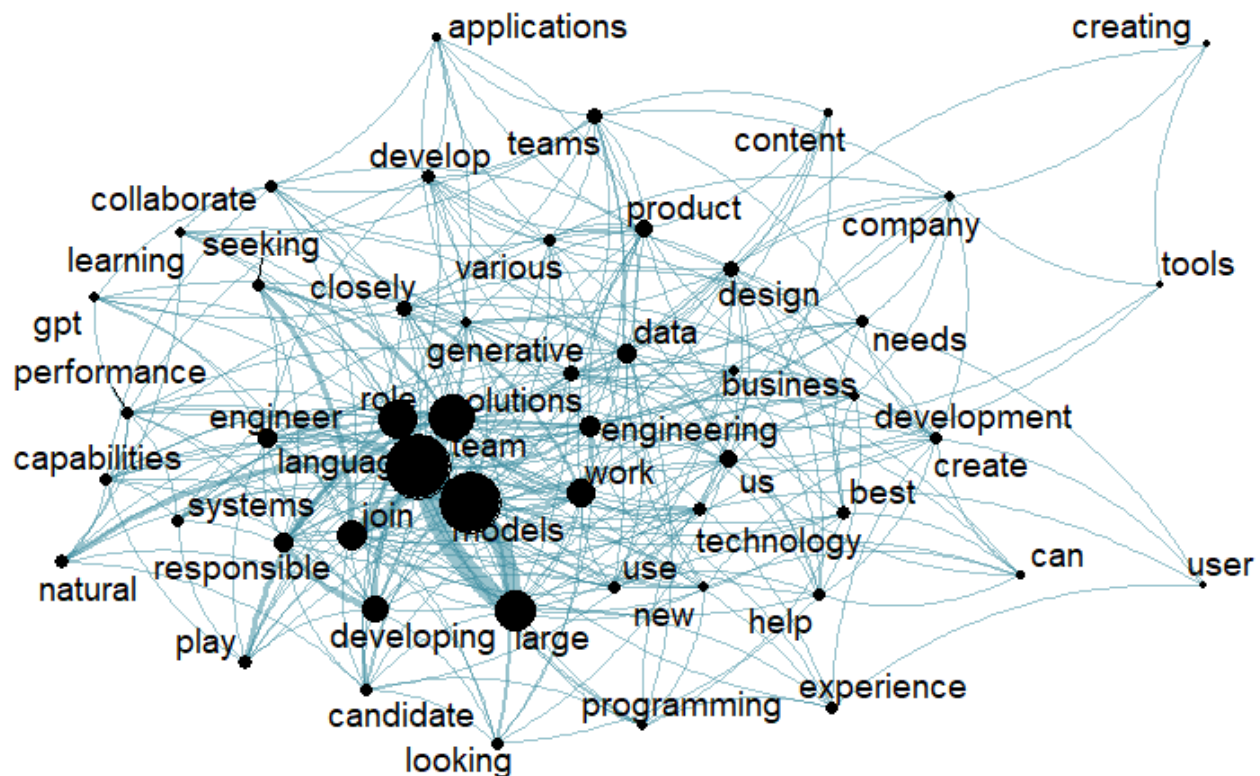 applications
creating
teams
content
develop
collaborate
product
company
seeking
learning
various
tools
closely
design
gpt
data
generative
needs
performance
business
role
solutions
engineer
development
engineering
team
capabilities
language
create
work
us
best
systems
join
models
technology
can
responsible
use
user
natural
new
help
play
developing
large
experience
candidate
programming
looking